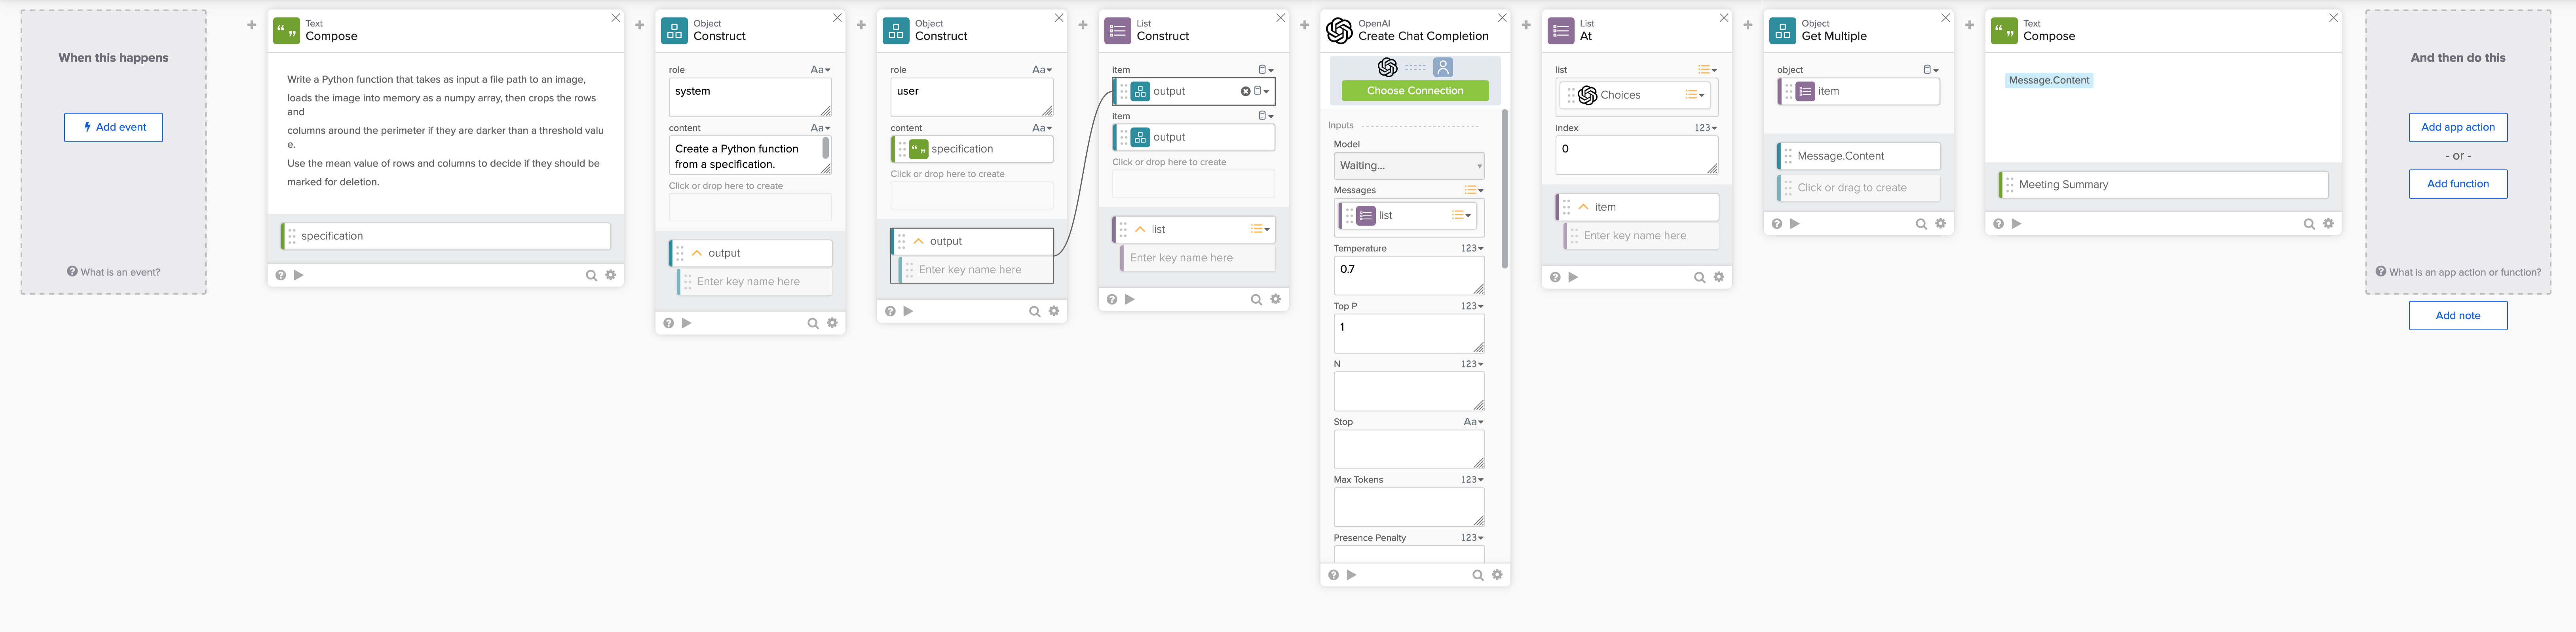 When this happens
Add event
What is an event?
Text
Compose
Write a Python function that takes as input a file path to an image,
loads the image into memory as a numpy array, then crops the rows
and
columns around the perimeter if they are darker than a threshold valu
e.
Use the mean value of rows and columns to decide if they should be
marked for deletion.
specification
Object
Construct
role
Aa
system
content
Aa
Create a Python function
from a specification.
Click or drop here to create
output
Enter key name here
Object
Construct
role
Aa
user
content
Aa
specification
Click or drop here to create
output
Enter key name here
List
Construct
item
output
item
output
Click or drop here to create
list
Enter key name here
OpenAI
Create Chat Completion
Choose Connection
Inputs
Model
Waiting...
Messages
list
Temperature
123
0.7
Top P
123
1
N
123
Stop
Aa
Max Tokens
123
Presence Penalty
123
List
At
list
Choices
index
123
0
item
Enter key name here
Object
Get Multiple
object
item
Message.Content
Click or drag to create
Text
Compose
Message.Content
Meeting Summary
And then do this
Add app action
- or -
Add function
What is an app action or function?
Add note